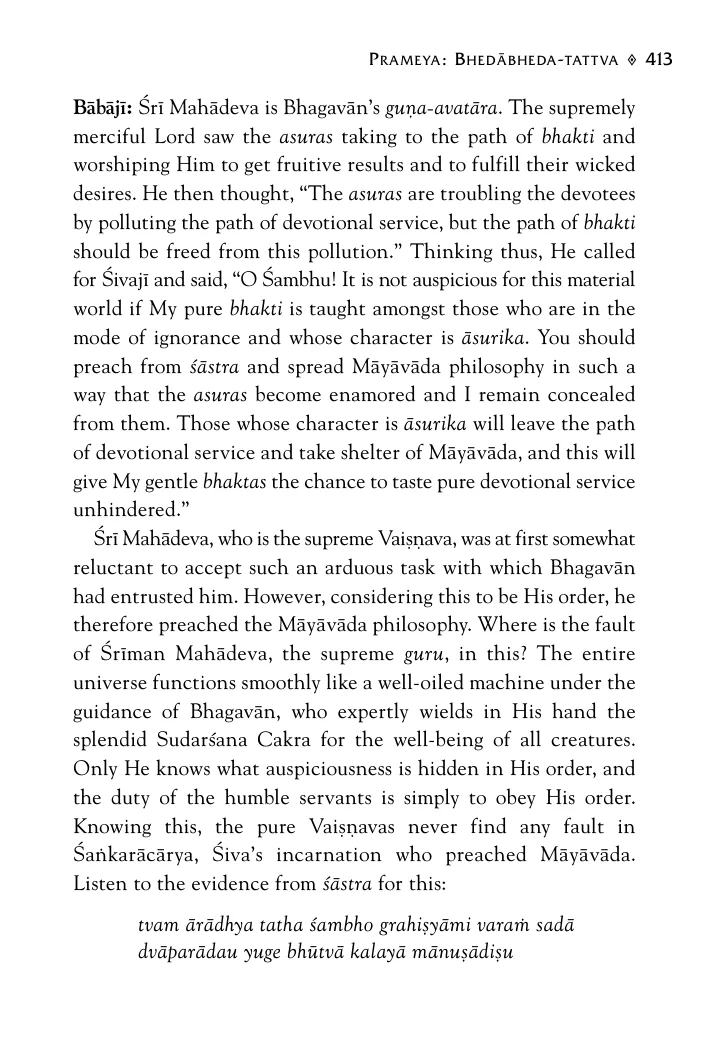 PRAMEYA: BHEDĀBHEDA-TATTVA ◊ 413
Bābājī: Śrī Mahādeva is Bhagavān’s guṇa-avatāra. The supremely
merciful Lord saw the asuras taking to the path of bhakti and
worshiping Him to get fruitive results and to fulfill their wicked
desires. He then thought, “The asuras are troubling the devotees
by polluting the path of devotional service, but the path of bhakti
should be freed from this pollution.” Thinking thus, He called
for Śivajī and said, “O Śambhu! It is not auspicious for this material
world if My pure bhakti is taught amongst those who are in the
mode of ignorance and whose character is āsurika. You should
preach from śāstra and spread Māyāvāda philosophy in such a
way that the asuras become enamored and I remain concealed
from them. Those whose character is āsurika will leave the path
of devotional service and take shelter of Māyāvāda, and this will
give My gentle bhaktas the chance to taste pure devotional service
unhindered.”
Śrī Mahādeva, who is the supreme Vaiṣṇava, was at first somewhat
reluctant to accept such an arduous task with which Bhagavān
had entrusted him. However, considering this to be His order, he
therefore preached the Māyāvāda philosophy. Where is the fault
of Śrīman Mahādeva, the supreme guru, in this? The entire
universe functions smoothly like a well-oiled machine under the
guidance of Bhagavān, who expertly wields in His hand the
splendid Sudarśana Cakra for the well-being of all creatures.
Only He knows what auspiciousness is hidden in His order, and
the duty of the humble servants is simply to obey His order.
Knowing this, the pure Vaiṣṇavas never find any fault in
Śaṅkarācārya, Śiva’s incarnation who preached Māyāvāda.
Listen to the evidence from śāstra for this:
tvam ārādhya tatha śambho grahiṣyāmi varaṁ sadā
dvāparādau yuge bhūtvā kalayā mānuṣādiṣu